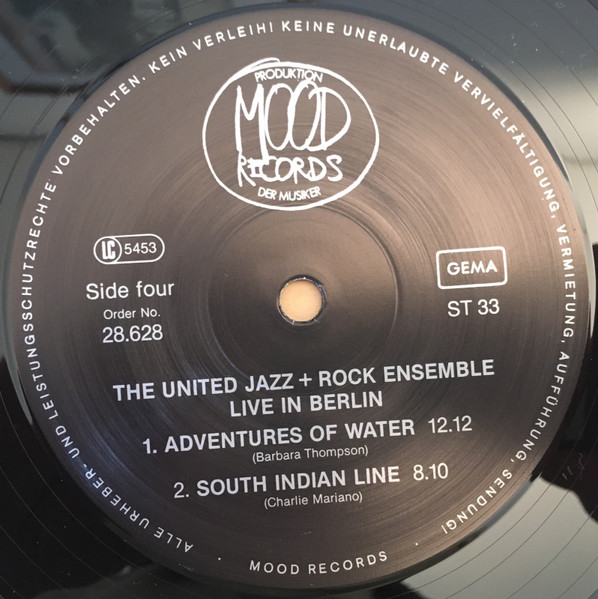 ALLE URHEBER- UND LEISTUNGSSCHUTZRECHTE VORBEHALTEN. KEIN VERLEIH! KEINE UNERLAUBTE VERVIELFÄLTIGUNG, VERMIETUNG, AUFFÜHRUNG, SENDUNG!
PRODUKTION
MOOD
RECORDS
DER MUSIKER
LC 5453
GEMA
Side four
ST 33
Order No.
28.628
THE UNITED JAZZ + ROCK ENSEMBLE
LIVE IN BERLIN
1. ADVENTURES OF WATER 12.12
(Barbara Thompson)
2. SOUTH INDIAN LINE 8.10
(Charlie Mariano)
· MOOD RECORDS ·